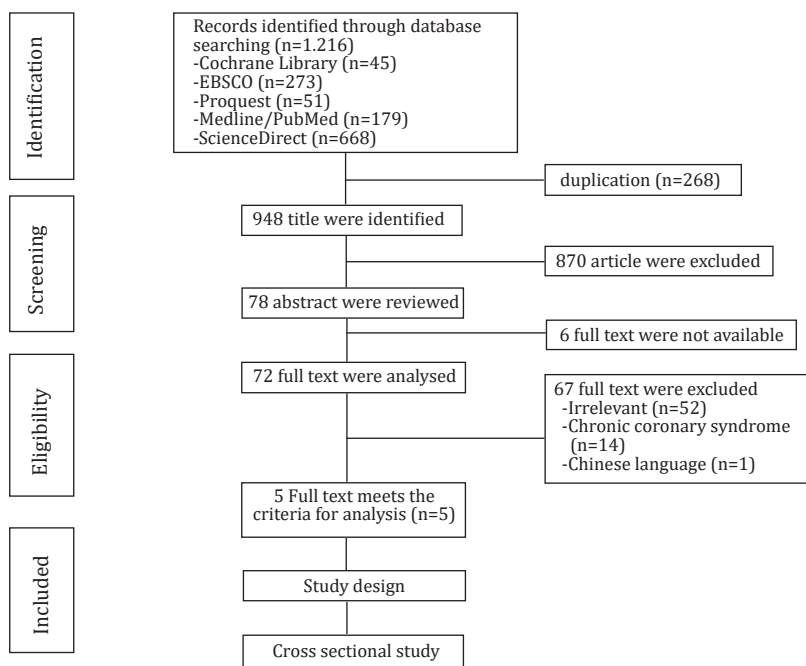 Identification
Records identified through database
searching (n=1.216)
-Cochrane Library (n=45)
-EBSCO (n=273)
-Proquest (n=51)
-Medline/PubMed (n=179)
-ScienceDirect (n=668)
duplication (n=268)
Screening
948 title were identified
870 article were excluded
78 abstract were reviewed
6 full text were not available
Eligibility
72 full text were analysed
67 full text were excluded
-Irrelevant (n=52)
-Chronic coronary syndrome
(n=14)
-Chinese language (n=1)
5 Full text meets the
criteria for analysis (n=5)
Included
Study design
Cross sectional study